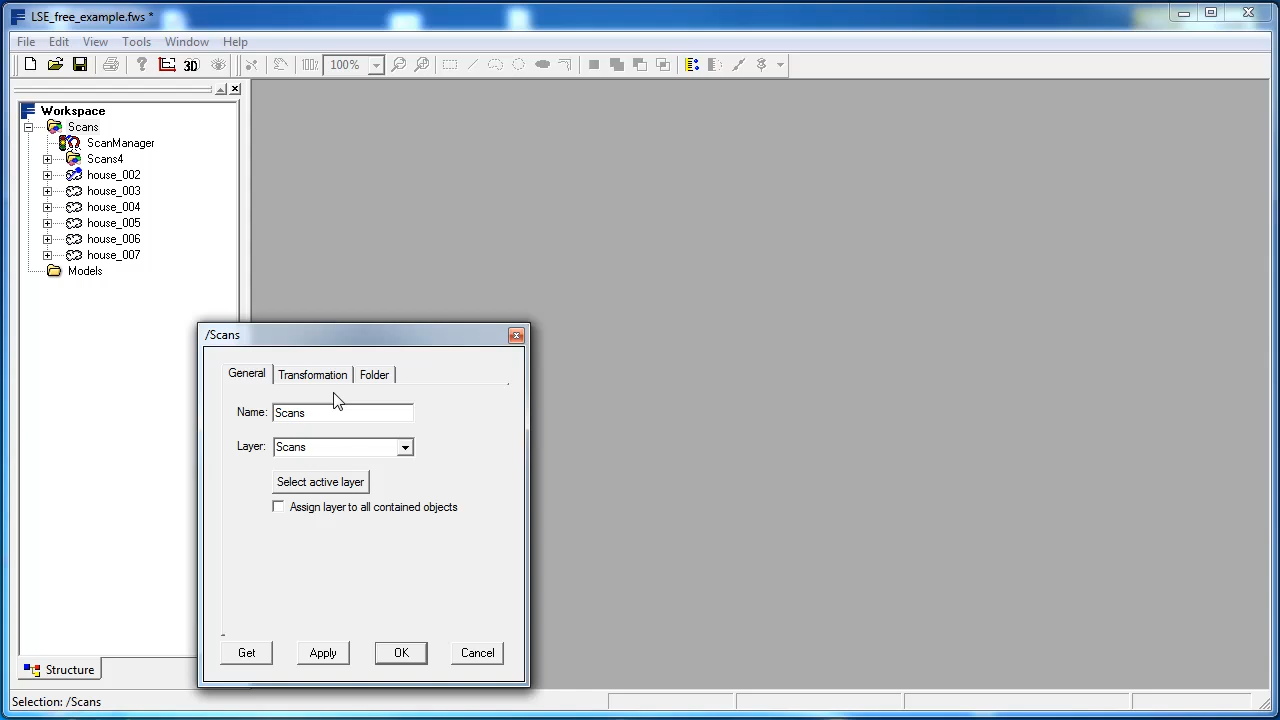 LSE_free_example.fws *
File Edit View Tools Window Help
? 3D 100%
Workspace
Scans
ScanManager
Scans4
house_002
house_003
house_004
house_005
house_006
house_007
Models
/Scans
General Transformation Folder
Name: Scans
Layer: Scans
Select active layer
Assign layer to all contained objects
Get Apply OK Cancel
Structure
Selection: /Scans